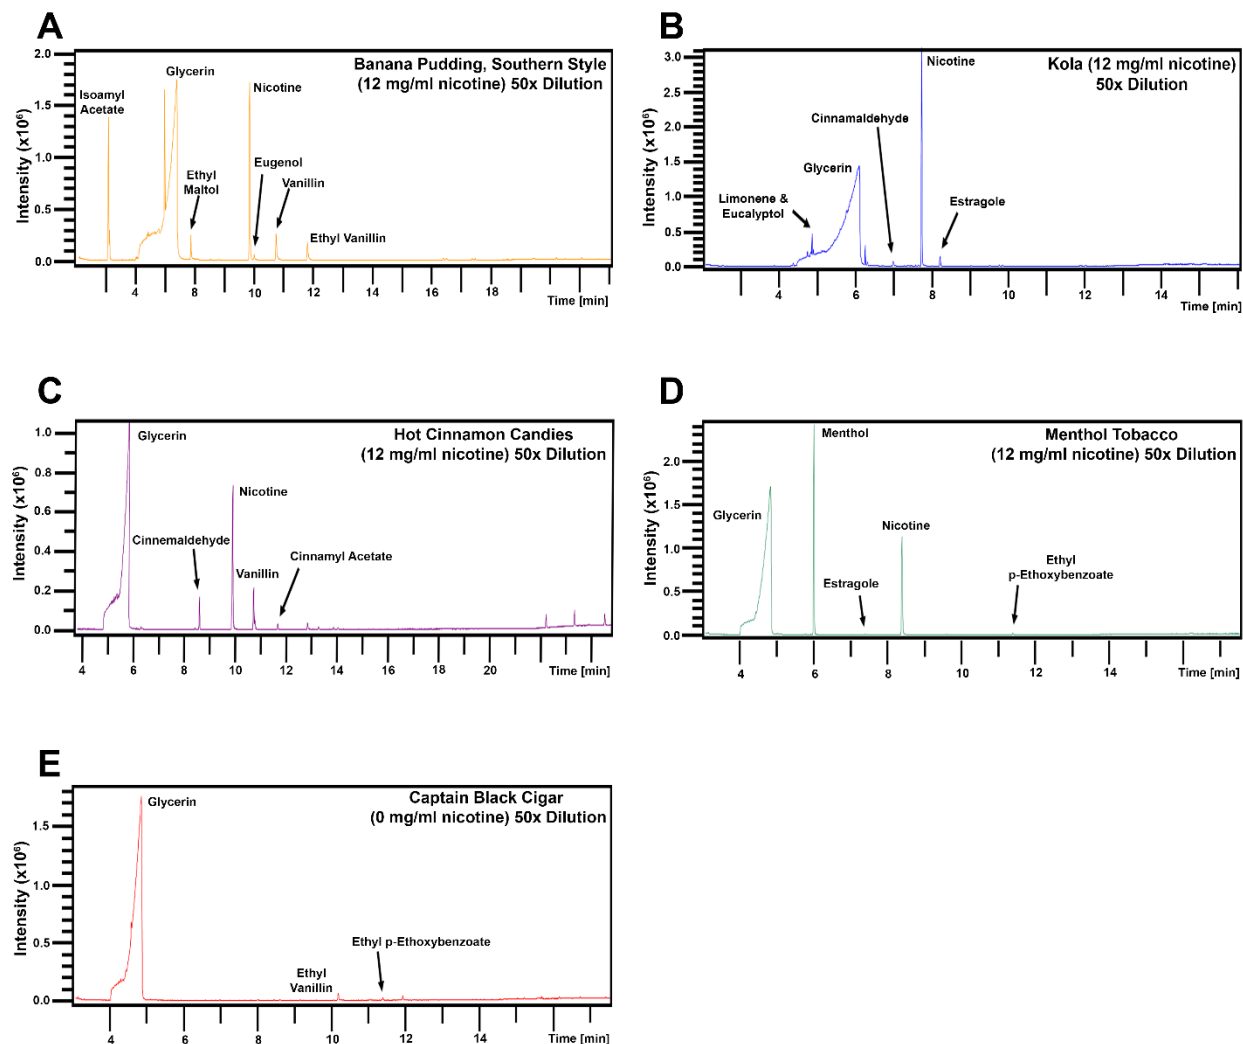 A
Banana Pudding, Southern Style
(12 mg/ml nicotine) 50x Dilution
Intensity (x10⁶)
2.0
1.5
1.0
0.5
0.0
Isoamyl
Acetate
Glycerin
Ethyl
Maltol
Nicotine
Eugenol
Vanillin
Ethyl Vanillin
4 6 8 10 12 14 16 18
Time [min]
B
Kola (12 mg/ml nicotine)
50x Dilution
Intensity (x10⁶)
3.0
2.5
2.0
1.5
1.0
0.5
0.0
Limonene &
Eucalyptol
Glycerin
Cinnamaldehyde
Nicotine
Estragole
4 6 8 10 12 14
Time [min]
C
Hot Cinnamon Candies
(12 mg/ml nicotine) 50x Dilution
Intensity (x10⁶)
1.0
0.8
0.6
0.4
0.2
0.0
Glycerin
Cinnemaldehyde
Nicotine
Vanillin
Cinnamyl Acetate
4 6 8 10 12 14 16 18 20
Time [min]
D
Menthol Tobacco
(12 mg/ml nicotine) 50x Dilution
Intensity (x10⁶)
2.0
1.5
1.0
0.5
0.0
Glycerin
Menthol
Estragole
Nicotine
Ethyl
p-Ethoxybenzoate
4 6 8 10 12 14
Time [min]
E
Captain Black Cigar
(0 mg/ml nicotine) 50x Dilution
Intensity (x10⁶)
1.5
1.0
0.5
0.0
Glycerin
Ethyl
Vanillin
Ethyl p-Ethoxybenzoate
4 6 8 10 12 14
Time [min]